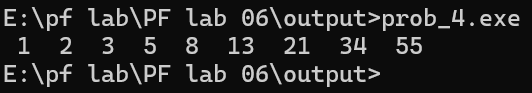 E:\pf lab\PF lab 06\output>prob_4.exe
1 2 3 5 8 13 21 34 55
E:\pf lab\PF lab 06\output>